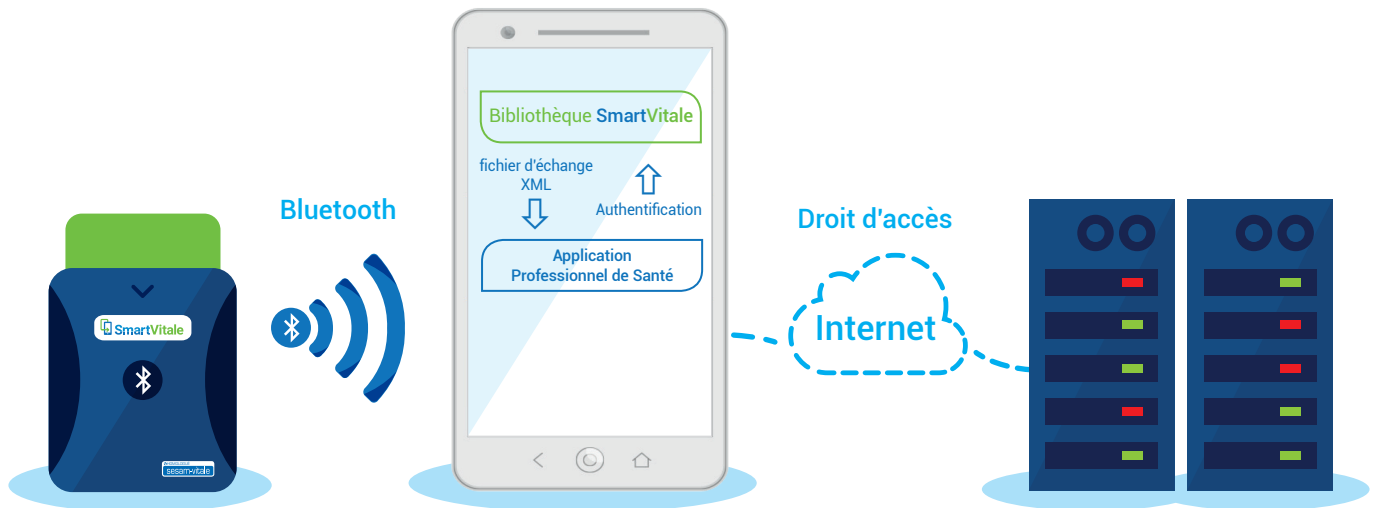 SmartVitale
sesam-vitale
Bluetooth
Bibliothèque SmartVitale
fichier d'échange
XML
Authentification
Application
Professionnel de Santé
Droit d'accès
Internet